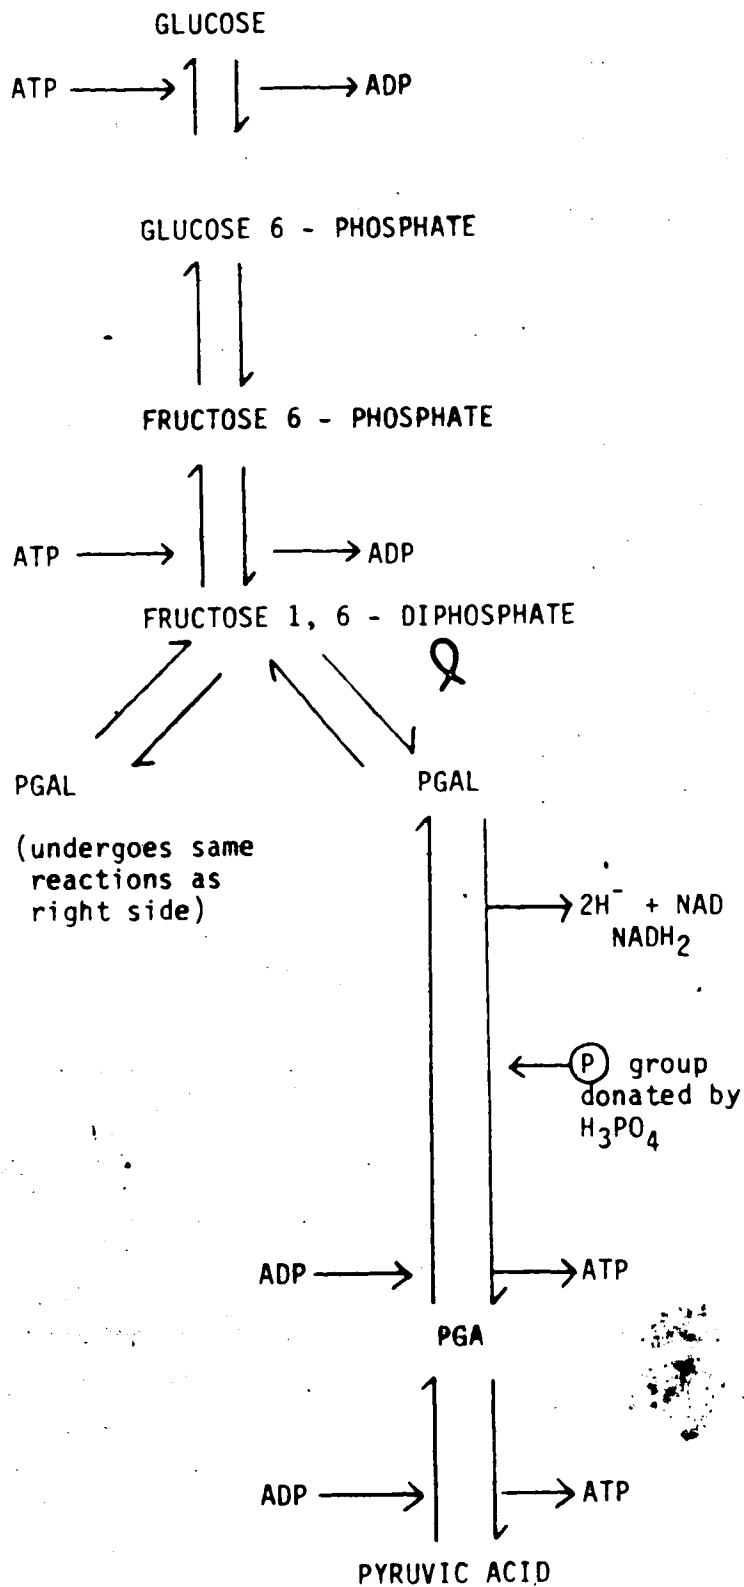 GLUCOSE
ATP
ADP
GLUCOSE 6 - PHOSPHATE
FRUCTOSE 6 - PHOSPHATE
ATP
ADP
FRUCTOSE 1, 6 - DIPHOSPHATE
PGAL
PGAL
(undergoes same
reactions as
right side)
2H⁻ + NAD
NADH₂
P group
donated by
H₃PO₄
ADP
ATP
PGA
ADP
ATP
PYRUVIC ACID